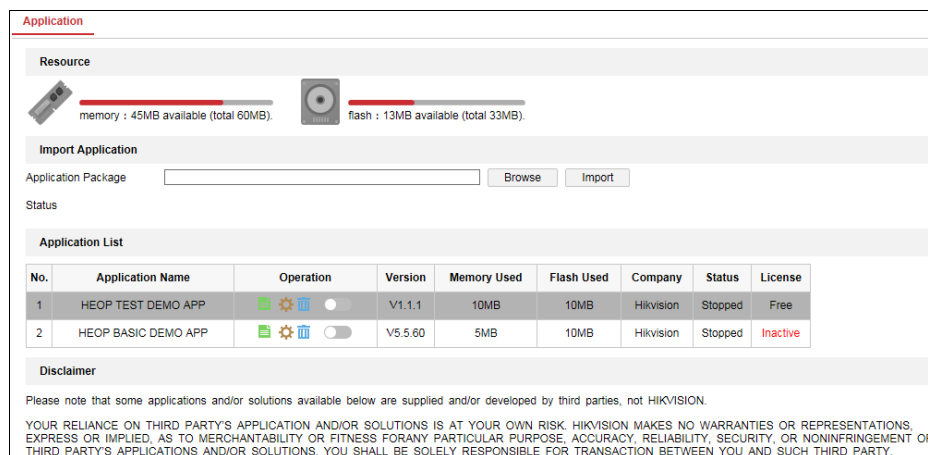 Application
Resource
memory : 45MB available (total 60MB).
flash : 13MB available (total 33MB).
Import Application
Application Package Browse Import
Status
Application List
No. Application Name Operation Version Memory Used Flash Used Company Status License
1 HEOP TEST DEMO APP V1.1.1 10MB 10MB Hikvision Stopped Free
2 HEOP BASIC DEMO APP V5.5.60 5MB 10MB Hikvision Stopped Inactive
Disclaimer
Please note that some applications and/or solutions available below are supplied and/or developed by third parties, not HIKVISION.
YOUR RELIANCE ON THIRD PARTY'S APPLICATION AND/OR SOLUTIONS IS AT YOUR OWN RISK. HIKVISION MAKES NO WARRANTIES OR REPRESENTATIONS,
EXPRESS OR IMPLIED, AS TO MERCHANTABILITY OR FITNESS FORANY PARTICULAR PURPOSE, ACCURACY, RELIABILITY, SECURITY, OR NONINFRINGEMENT OF
THIRD PARTY'S APPLICATIONS AND/OR SOLUTIONS. YOU SHALL BE SOLELY RESPONSIBLE FOR TRANSACTION BETWEEN YOU AND SUCH THIRD PARTY.